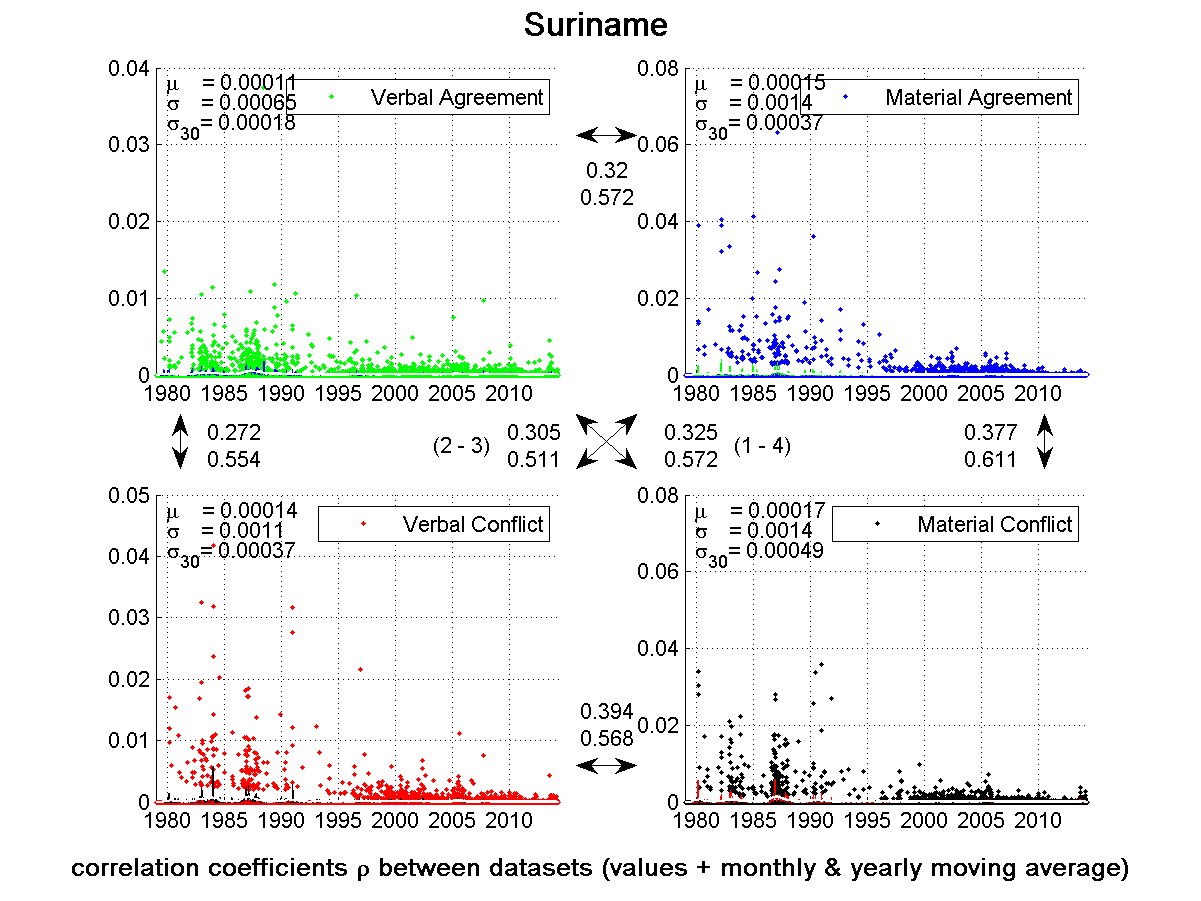 Suriname
μ = 0.00011
σ = 0.00065
σ30= 0.00018
Verbal Agreement
0.04
0.03
0.02
0.01
0
1980 1985 1990 1995 2000 2005 2010
0.32
0.572
μ = 0.00015
σ = 0.0014
σ30= 0.00037
Material Agreement
0.08
0.06
0.04
0.02
0
1980 1985 1990 1995 2000 2005 2010
0.272
0.554
(2 - 3)
0.305
0.511
0.325
0.572
(1 - 4)
0.377
0.611
μ = 0.00014
σ = 0.0011
σ30= 0.00037
Verbal Conflict
0.05
0.04
0.03
0.02
0.01
0
1980 1985 1990 1995 2000 2005 2010
0.394
0.568
μ = 0.00017
σ = 0.0014
σ30= 0.00049
Material Conflict
0.08
0.06
0.04
0.02
0
1980 1985 1990 1995 2000 2005 2010
correlation coefficients ρ between datasets (values + monthly & yearly moving average)